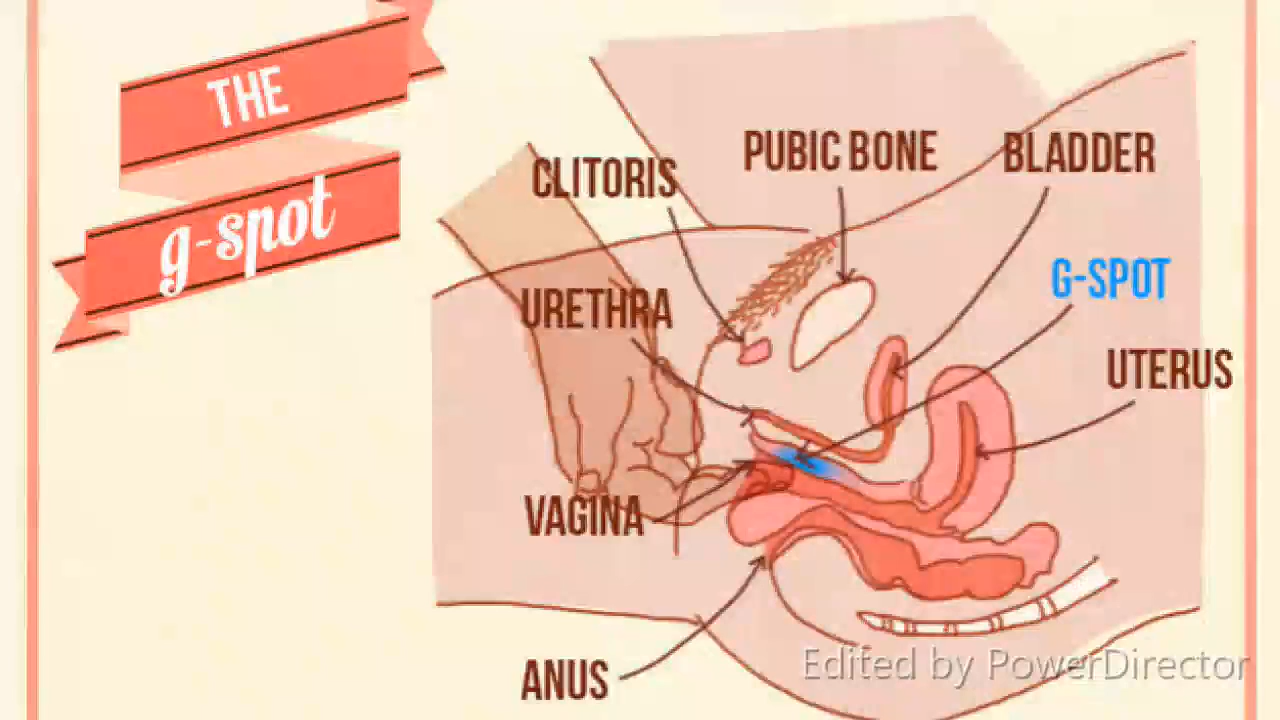 THE
g-spot
CLITORIS
PUBIC BONE
BLADDER
URETHRA
G-SPOT
UTERUS
VAGINA
ANUS
Edited by PowerDirector